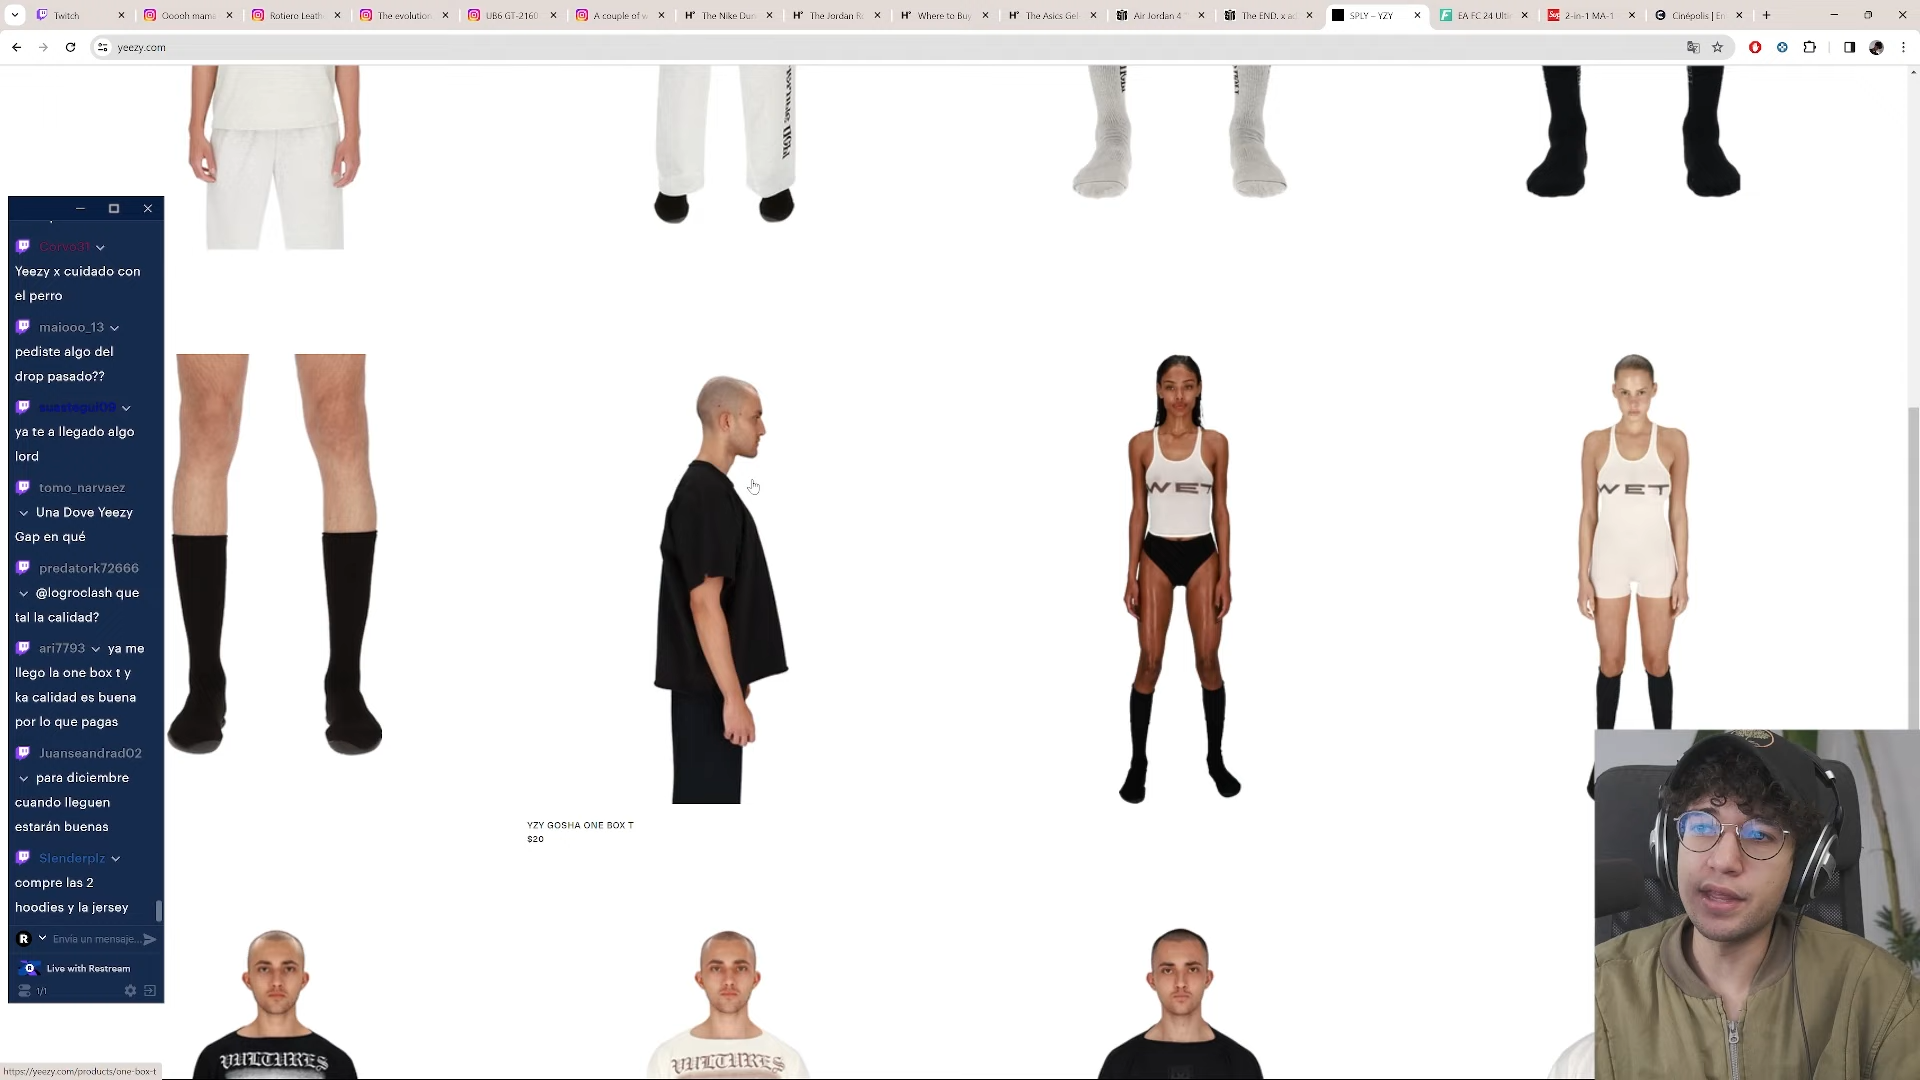 Twitch
Ooooh mama
Rotiero Leath
The evolution
UB6 GT-2160
A couple of w
The Nike Dun
The Jordan Ro
Where to Buy
The Asics Gel
Air Jordan 4
The END. x ad
SPLY – YZY
EA FC 24 Ulti
2-in-1 MA-1
Cinépolis | En
yeezy.com
Corvo31
Yeezy x cuidado con
el perro
maiooo_13
pediste algo del
drop pasado??
ya te a llegado algo
lord
tomo_narvaez
Una Dove Yeezy
Gap en qué
predatork72666
@logroclash que
tal la calidad?
ari7793 ya me
llego la one box t y
ka calidad es buena
por lo que pagas
Juanseandrad02
para diciembre
cuando lleguen
estarán buenas
Slenderplz
compre las 2
hoodies y la jersey
R
Envía un mensaje...
Live with Restream
1/1
WET
WET
YZY GOSHA ONE BOX T
$20
VULTURES
VULTURES
https://yeezy.com/products/one-box-t